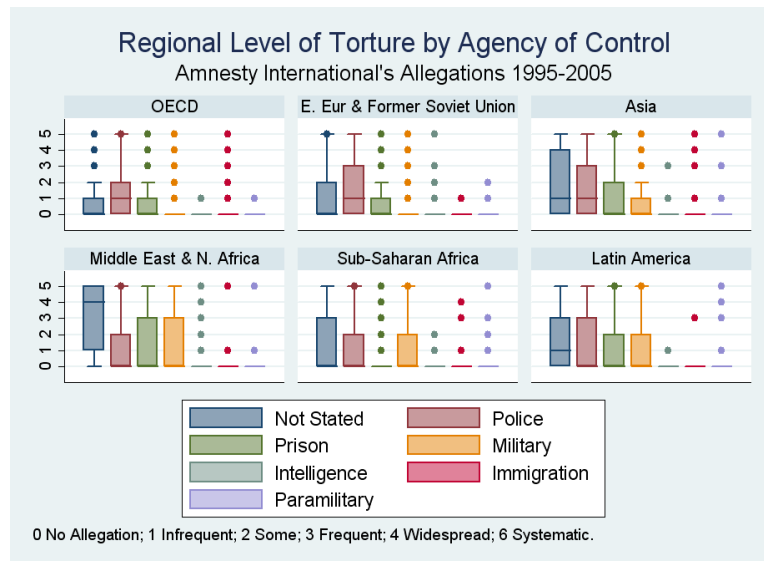 Regional Level of Torture by Agency of Control
Amnesty International's Allegations 1995-2005
OECD
E. Eur & Former Soviet Union
Asia
5
4
3
2
1
0
Middle East & N. Africa
Sub-Saharan Africa
Latin America
5
4
3
2
1
0
Not Stated
Police
Prison
Military
Intelligence
Immigration
Paramilitary
0 No Allegation; 1 Infrequent; 2 Some; 3 Frequent; 4 Widespread; 6 Systematic.